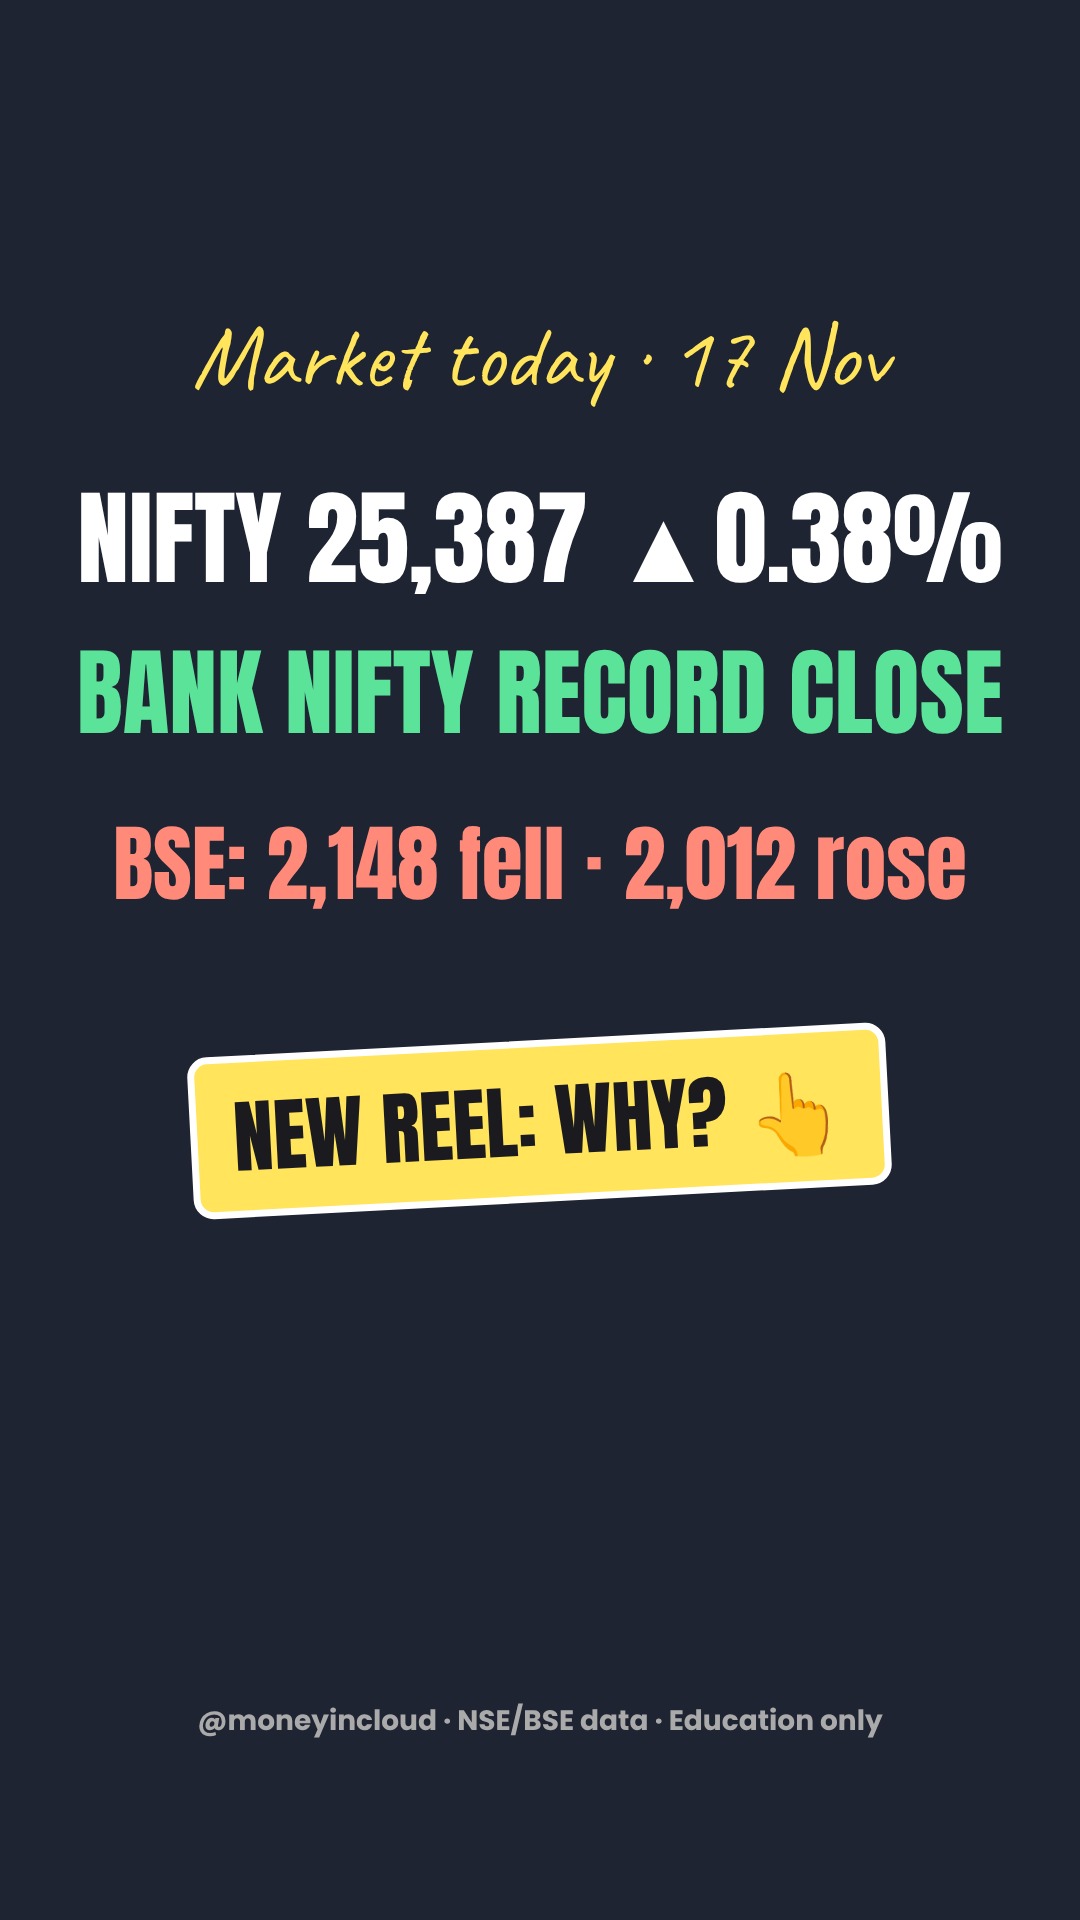 Market today · 17 Nov
NIFTY 25,387 ▲0.38%
BANK NIFTY RECORD CLOSE
BSE: 2,148 fell · 2,012 rose
NEW REEL: WHY? 👆
@moneyincloud · NSE/BSE data · Education only